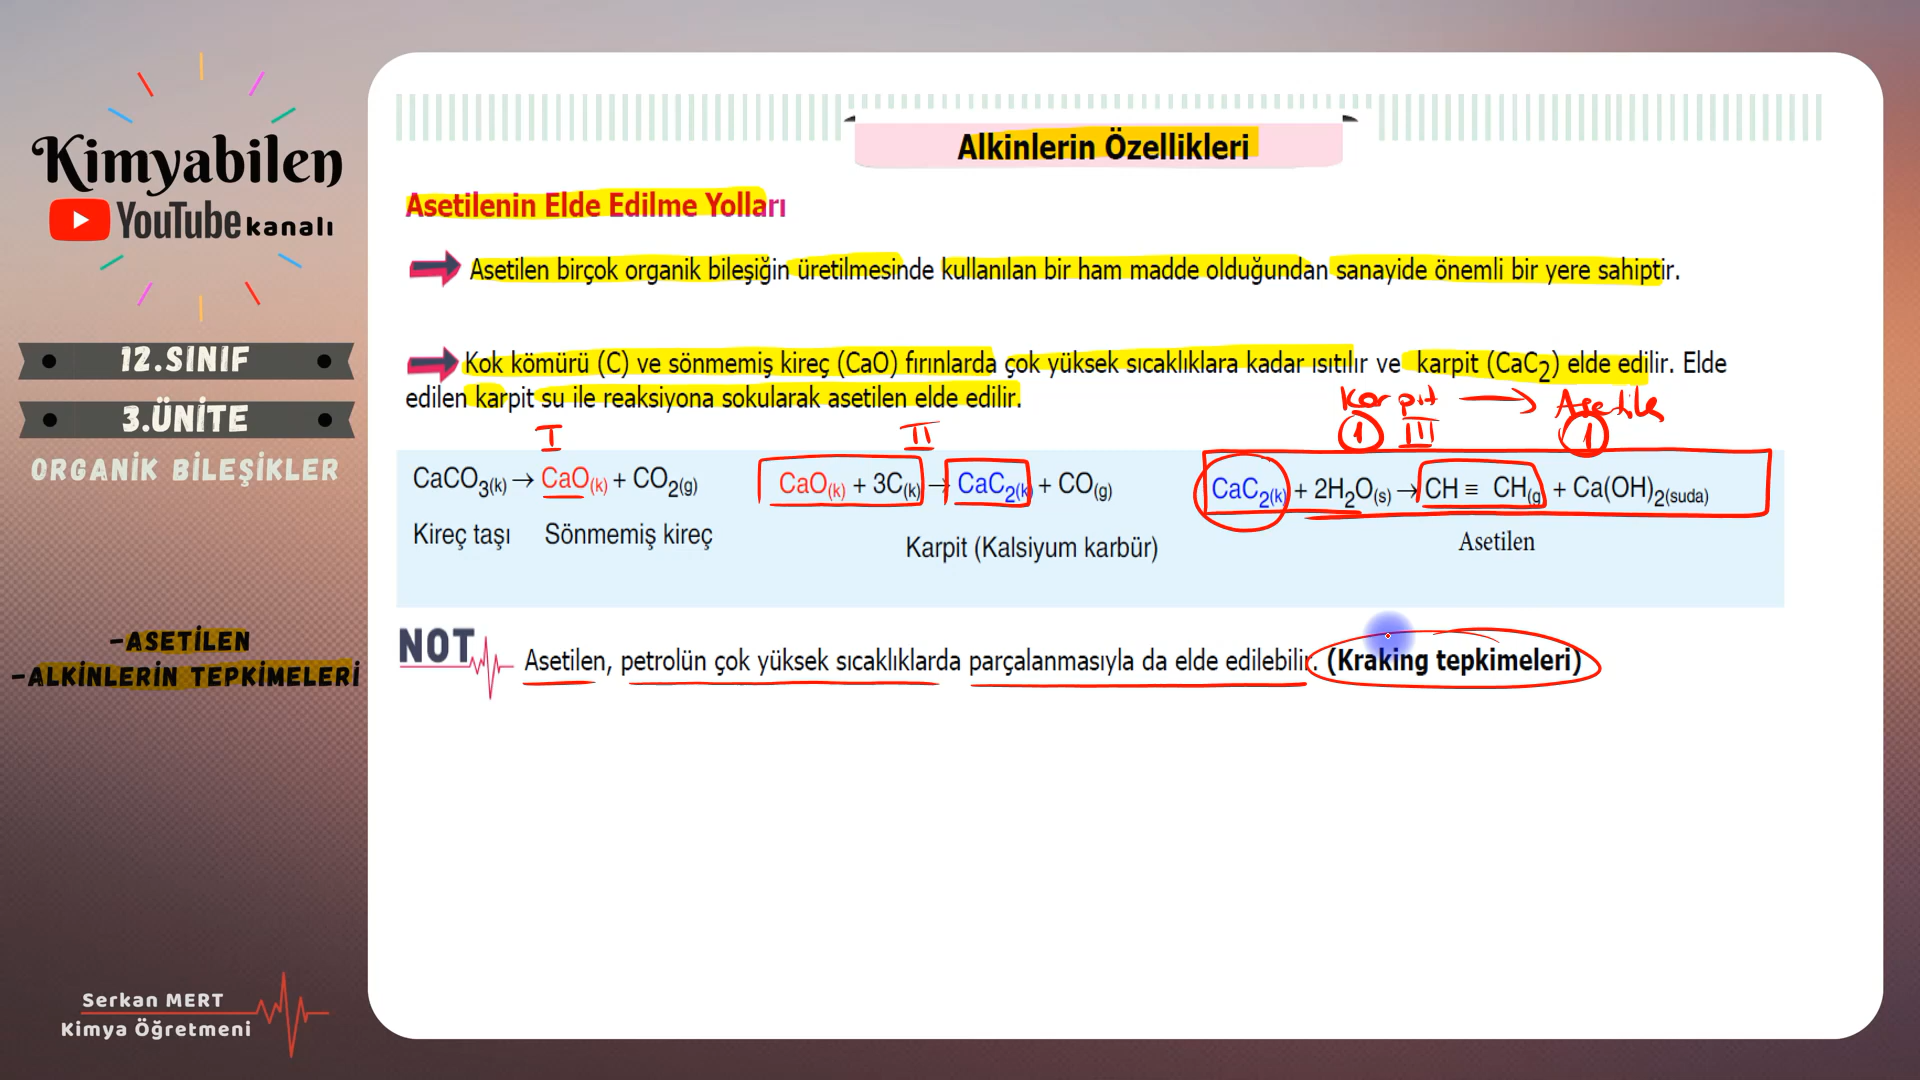 Kimyabilen
YouTube kanalı
12.SINIF
3.ÜNİTE
ORGANİK BİLEŞİKLER
-ASETİLEN
-ALKİNLERİN TEPKİMELERİ
Serkan MERT
Kimya Öğretmeni
Alkinlerin Özellikleri
Asetilenin Elde Edilme Yolları
Asetilen birçok organik bileşiğin üretilmesinde kullanılan bir ham madde olduğundan sanayide önemli bir yere sahiptir.
Kok kömürü (C) ve sönmemiş kireç (CaO) fırınlarda çok yüksek sıcaklıklara kadar ısıtılır ve karpit (CaC₂) elde edilir. Elde
edilen karpit su ile reaksiyona sokularak asetilen elde edilir.
Karpit → Asetilen
I II 1 III 1
CaCO₃(k) → CaO(k) + CO₂(g) CaO(k) + 3C(k) → CaC₂(k) + CO(g) CaC₂(k) + 2H₂O(s) → CH ≡ CH(g + Ca(OH)₂(suda)
Kireç taşı Sönmemiş kireç Karpit (Kalsiyum karbür) Asetilen
NOT Asetilen, petrolün çok yüksek sıcaklıklarda parçalanmasıyla da elde edilebilir. (Kraking tepkimeleri)